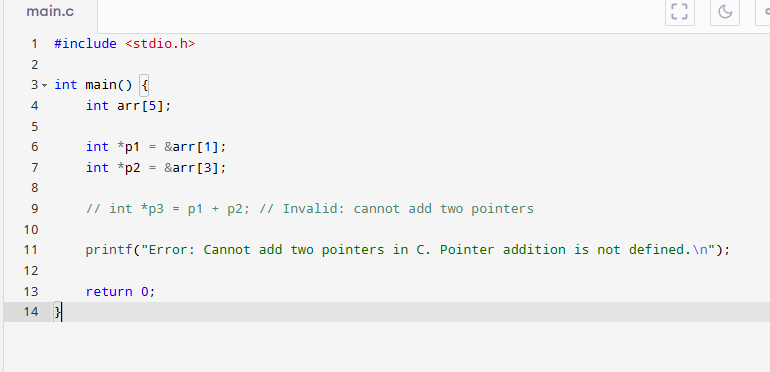 main.c
1 #include <stdio.h>
2
3 int main() {
4     int arr[5];
5
6     int *p1 = &arr[1];
7     int *p2 = &arr[3];
8
9     // int *p3 = p1 + p2; // Invalid: cannot add two pointers
10
11     printf("Error: Cannot add two pointers in C. Pointer addition is not defined.\n");
12
13     return 0;
14 }